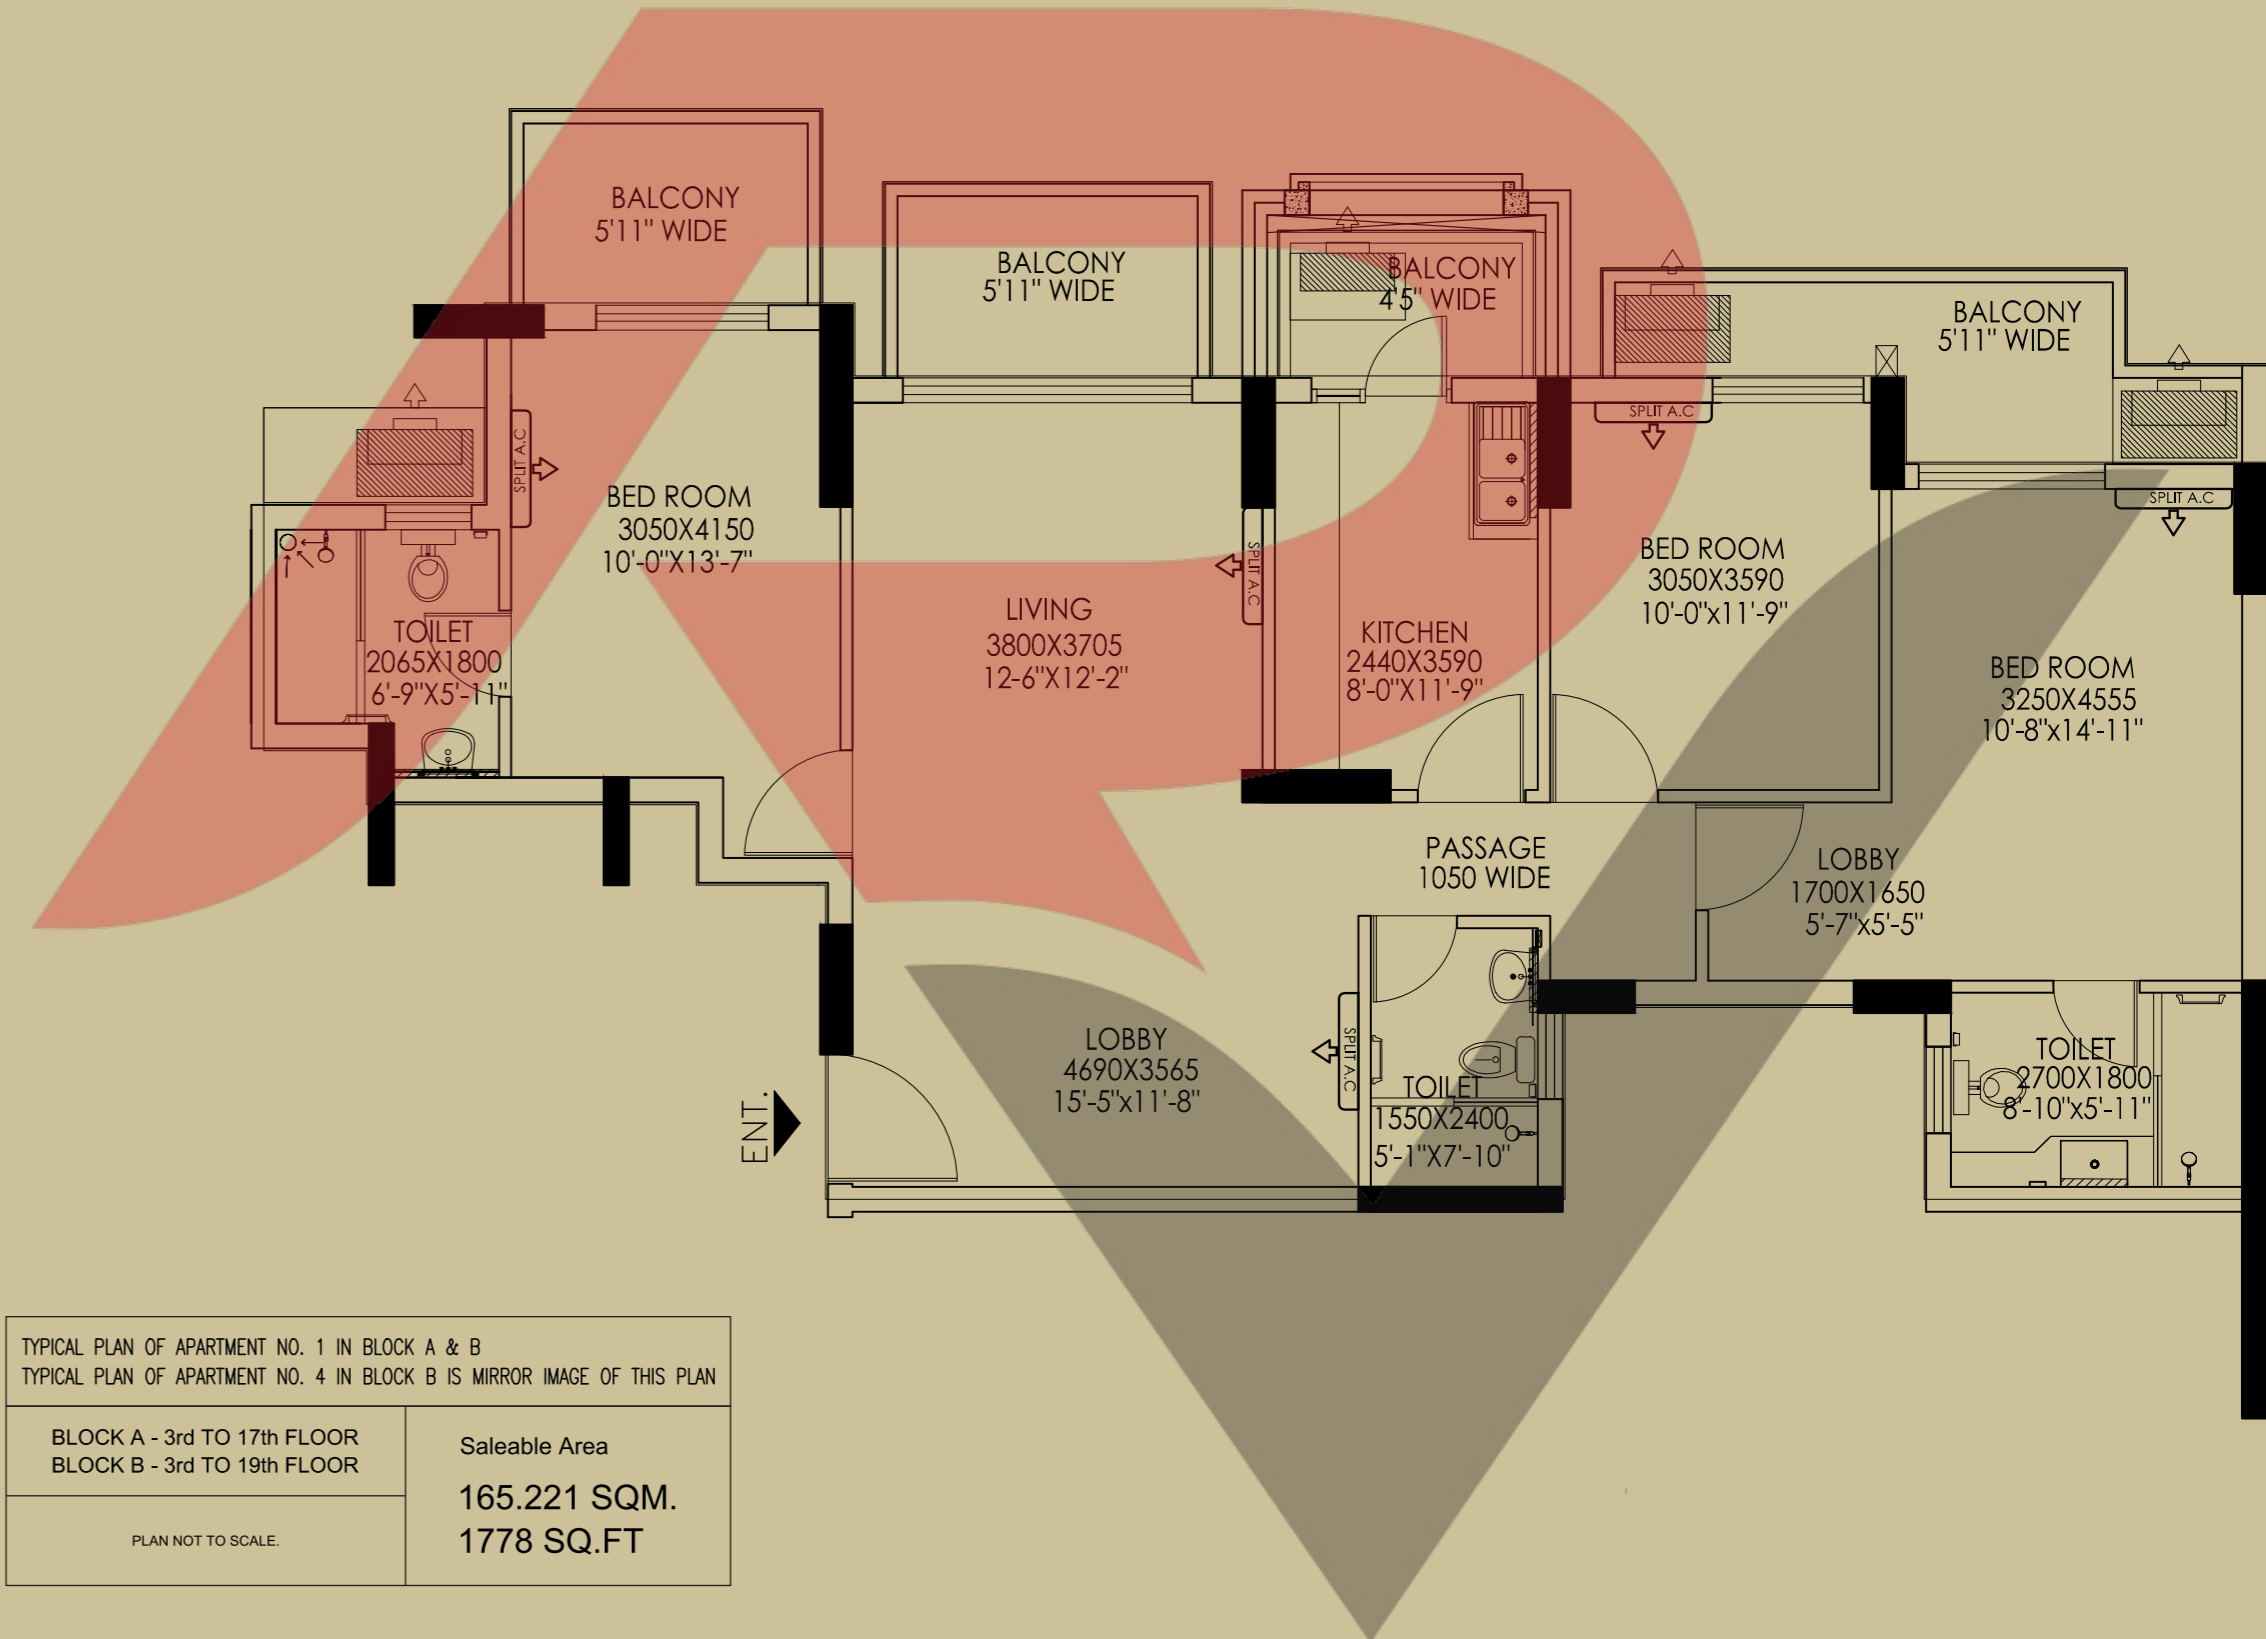 BALCONY
5'11" WIDE
BALCONY
5'11" WIDE
BALCONY
4'5" WIDE
BALCONY
5'11" WIDE
SPLIT A.C
SPLIT A.C
SPLIT A.C
SPLIT A.C
BED ROOM
3050X4150
10'-0"X13'-7"
BED ROOM
3050X3590
10'-0"x11'-9"
LIVING
3800X3705
12-6"X12'-2"
TOILET
2065X1800
6'-9"X5'-11"
KITCHEN
2440X3590
8'-0"X11'-9"
BED ROOM
3250X4555
10'-8"x14'-11"
PASSAGE
1050 WIDE
LOBBY
1700X1650
5'-7"x5'-5"
LOBBY
4690X3565
15'-5"x11'-8"
SPLIT A.C
TOILET
1550X2400
5'-1"X7'-10"
TOILET
2700X1800
8'-10"x5'-11"
ENT.
TYPICAL PLAN OF APARTMENT NO. 1 IN BLOCK A & B
TYPICAL PLAN OF APARTMENT NO. 4 IN BLOCK B IS MIRROR IMAGE OF THIS PLAN
BLOCK A - 3rd TO 17th FLOOR
BLOCK B - 3rd TO 19th FLOOR
PLAN NOT TO SCALE.
Saleable Area
165.221 SQM.
1778 SQ.FT